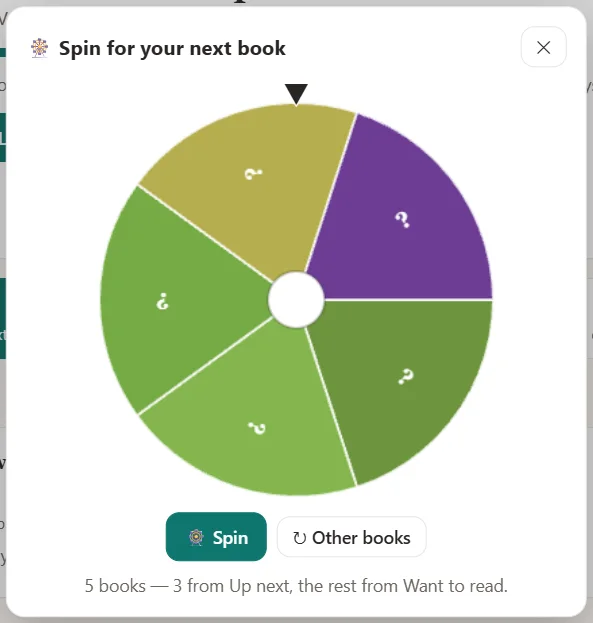 Spin for your next book
?
?
?
?
?
Spin
↻ Other books
5 books — 3 from Up next, the rest from Want to read.